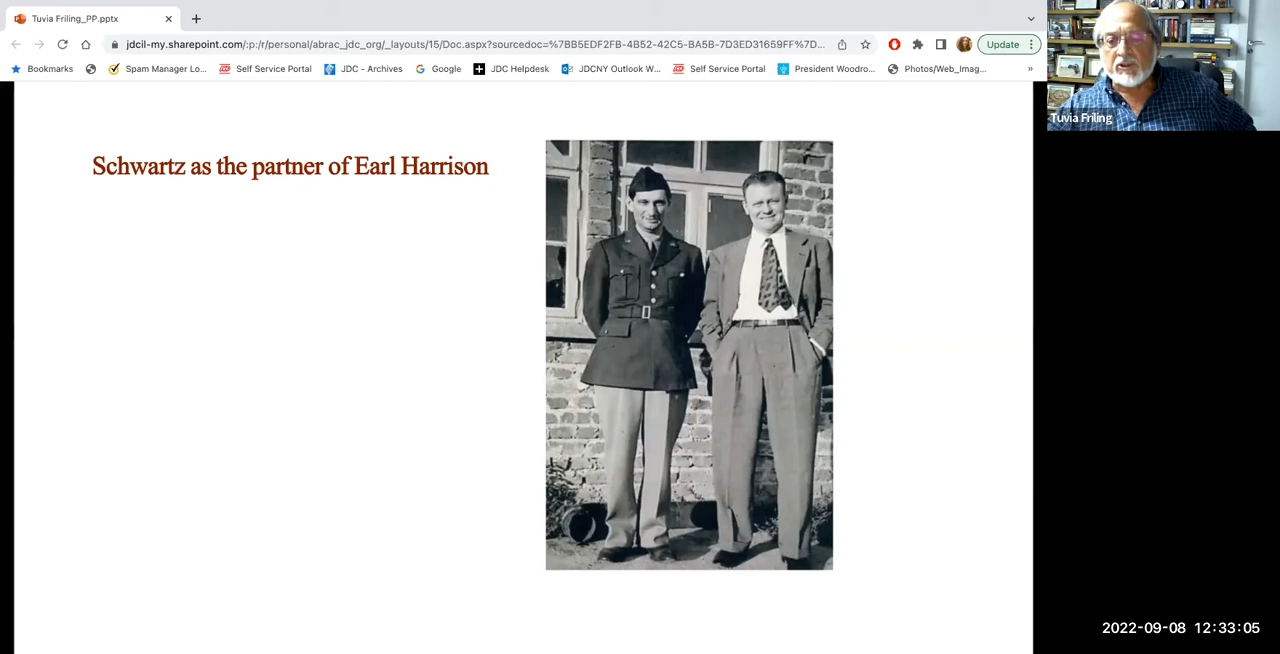 Tuvia Friling_PP.pptx
jdcil-my.sharepoint.com/:p:/r/personal/abrac_jdc_org/_layouts/15/Doc.aspx?sourcedoc=%7BB5EDF2FB-4B52-42C5-BA5B-7D3ED31659FF%7D...
Update
Bookmarks
Spam Manager Lo...
Self Service Portal
JDC - Archives
Google
JDC Helpdesk
JDCNY Outlook W...
Self Service Portal
President Woodro...
Photos/Web_Imag...
»
Tuvia Friling
Schwartz as the partner of Earl Harrison
2022-09-08 12:33:05